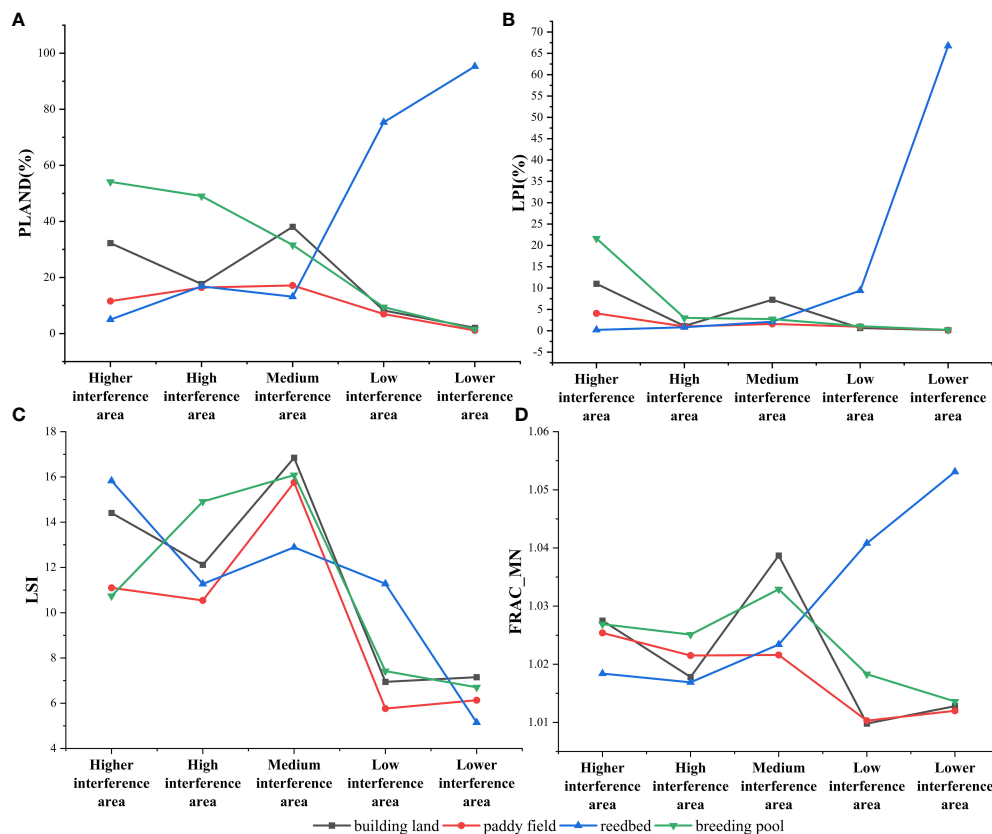 A
PLAND(%)
100
80
60
40
20
0
Higher
interference
area
High
interference
area
Medium
interference
area
Low
interference
area
Lower
interference
area
B
LPI(%)
70
65
60
55
50
45
40
35
30
25
20
15
10
5
0
-5
Higher
interference
area
High
interference
area
Medium
interference
area
Low
interference
area
Lower
interference
area
C
LSI
18
16
14
12
10
8
6
4
Higher
interference
area
High
interference
area
Medium
interference
area
Low
interference
area
Lower
interference
area
D
FRAC_MN
1.06
1.05
1.04
1.03
1.02
1.01
Higher
interference
area
High
interference
area
Medium
interference
area
Low
interference
area
Lower
interference
area
building land paddy field reedbed breeding pool